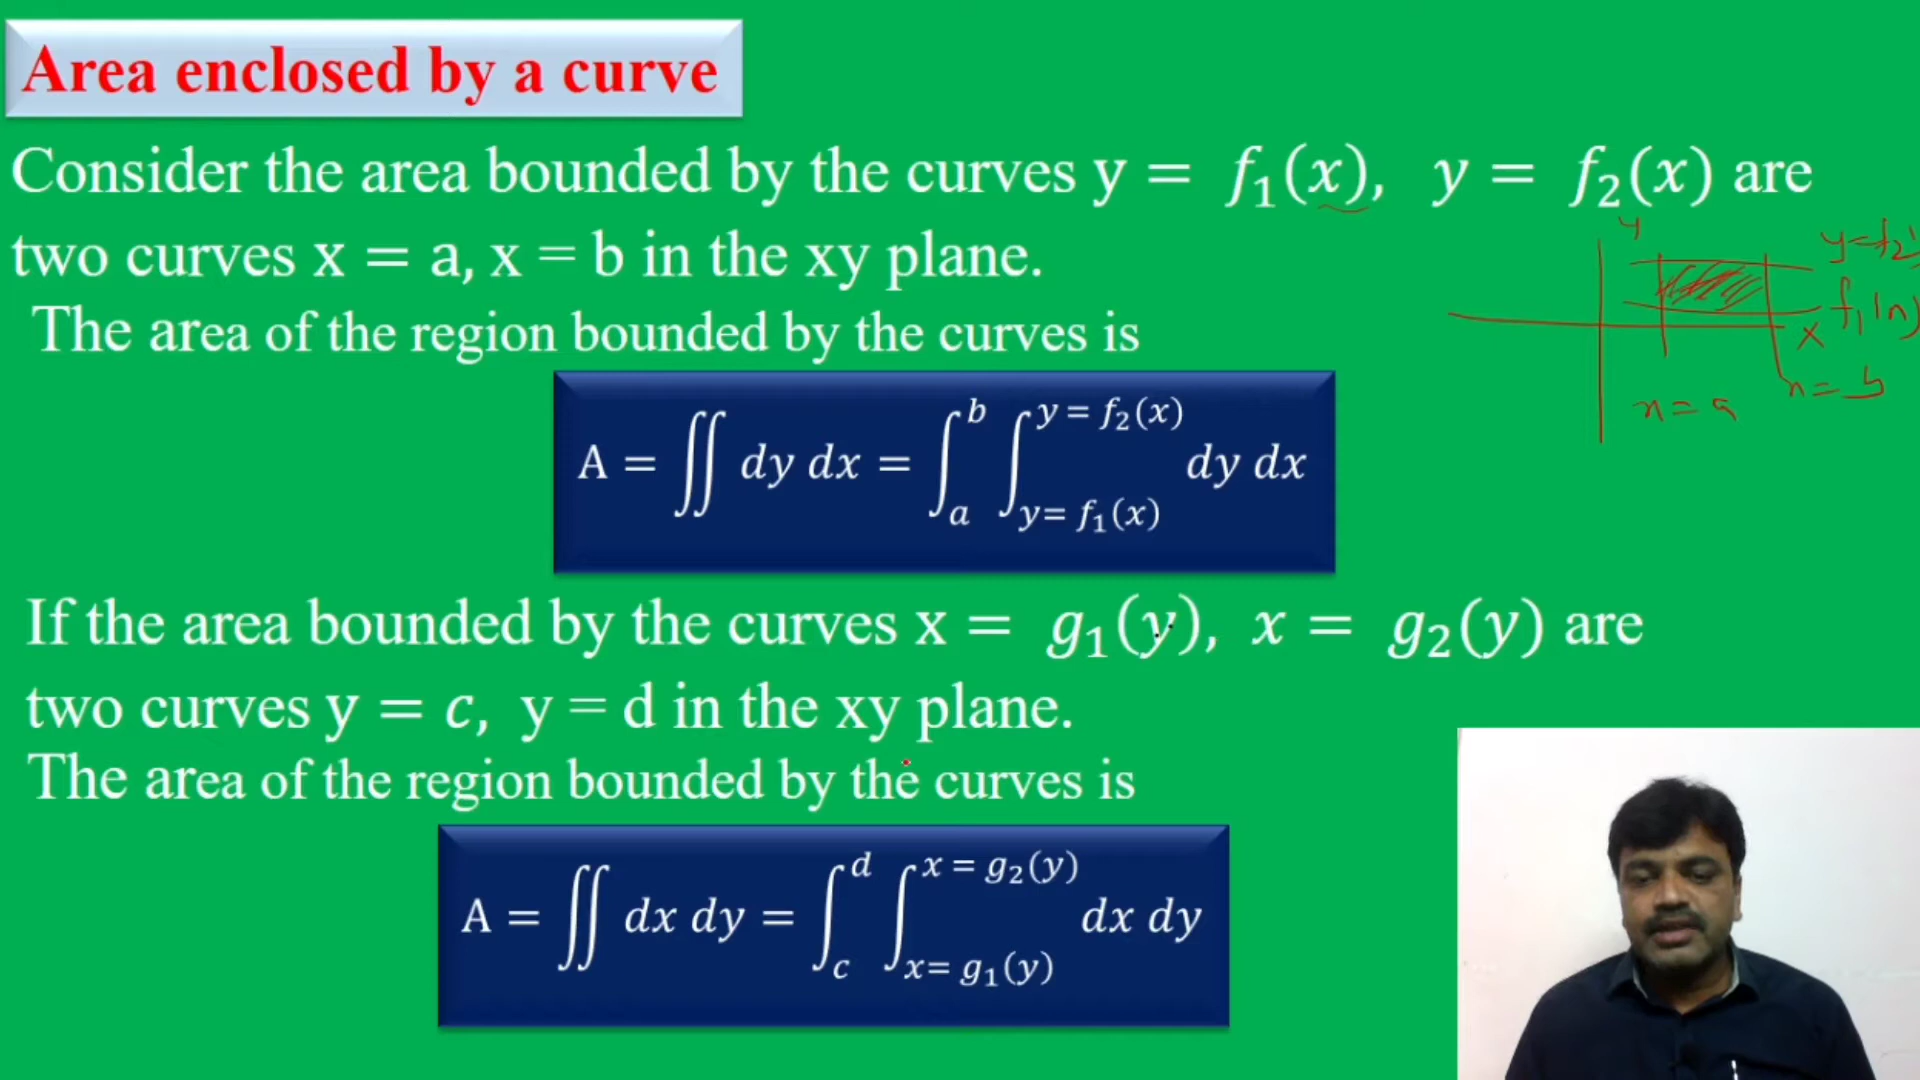 Area enclosed by a curve
Consider the area bounded by the curves y = f₁(x), y = f₂(x) are
two curves x = a, x = b in the xy plane.
The area of the region bounded by the curves is
A = ∬ dy dx = ∫_a^b ∫_{y= f₁(x)}^{y = f₂(x)} dy dx
y
y=f₂
f₁(x)
x
x=a
x=b
If the area bounded by the curves x = g₁(y), x = g₂(y) are
two curves y = c, y = d in the xy plane.
The area of the region bounded by the curves is
A = ∬ dx dy = ∫_c^d ∫_{x= g₁(y)}^{x = g₂(y)} dx dy